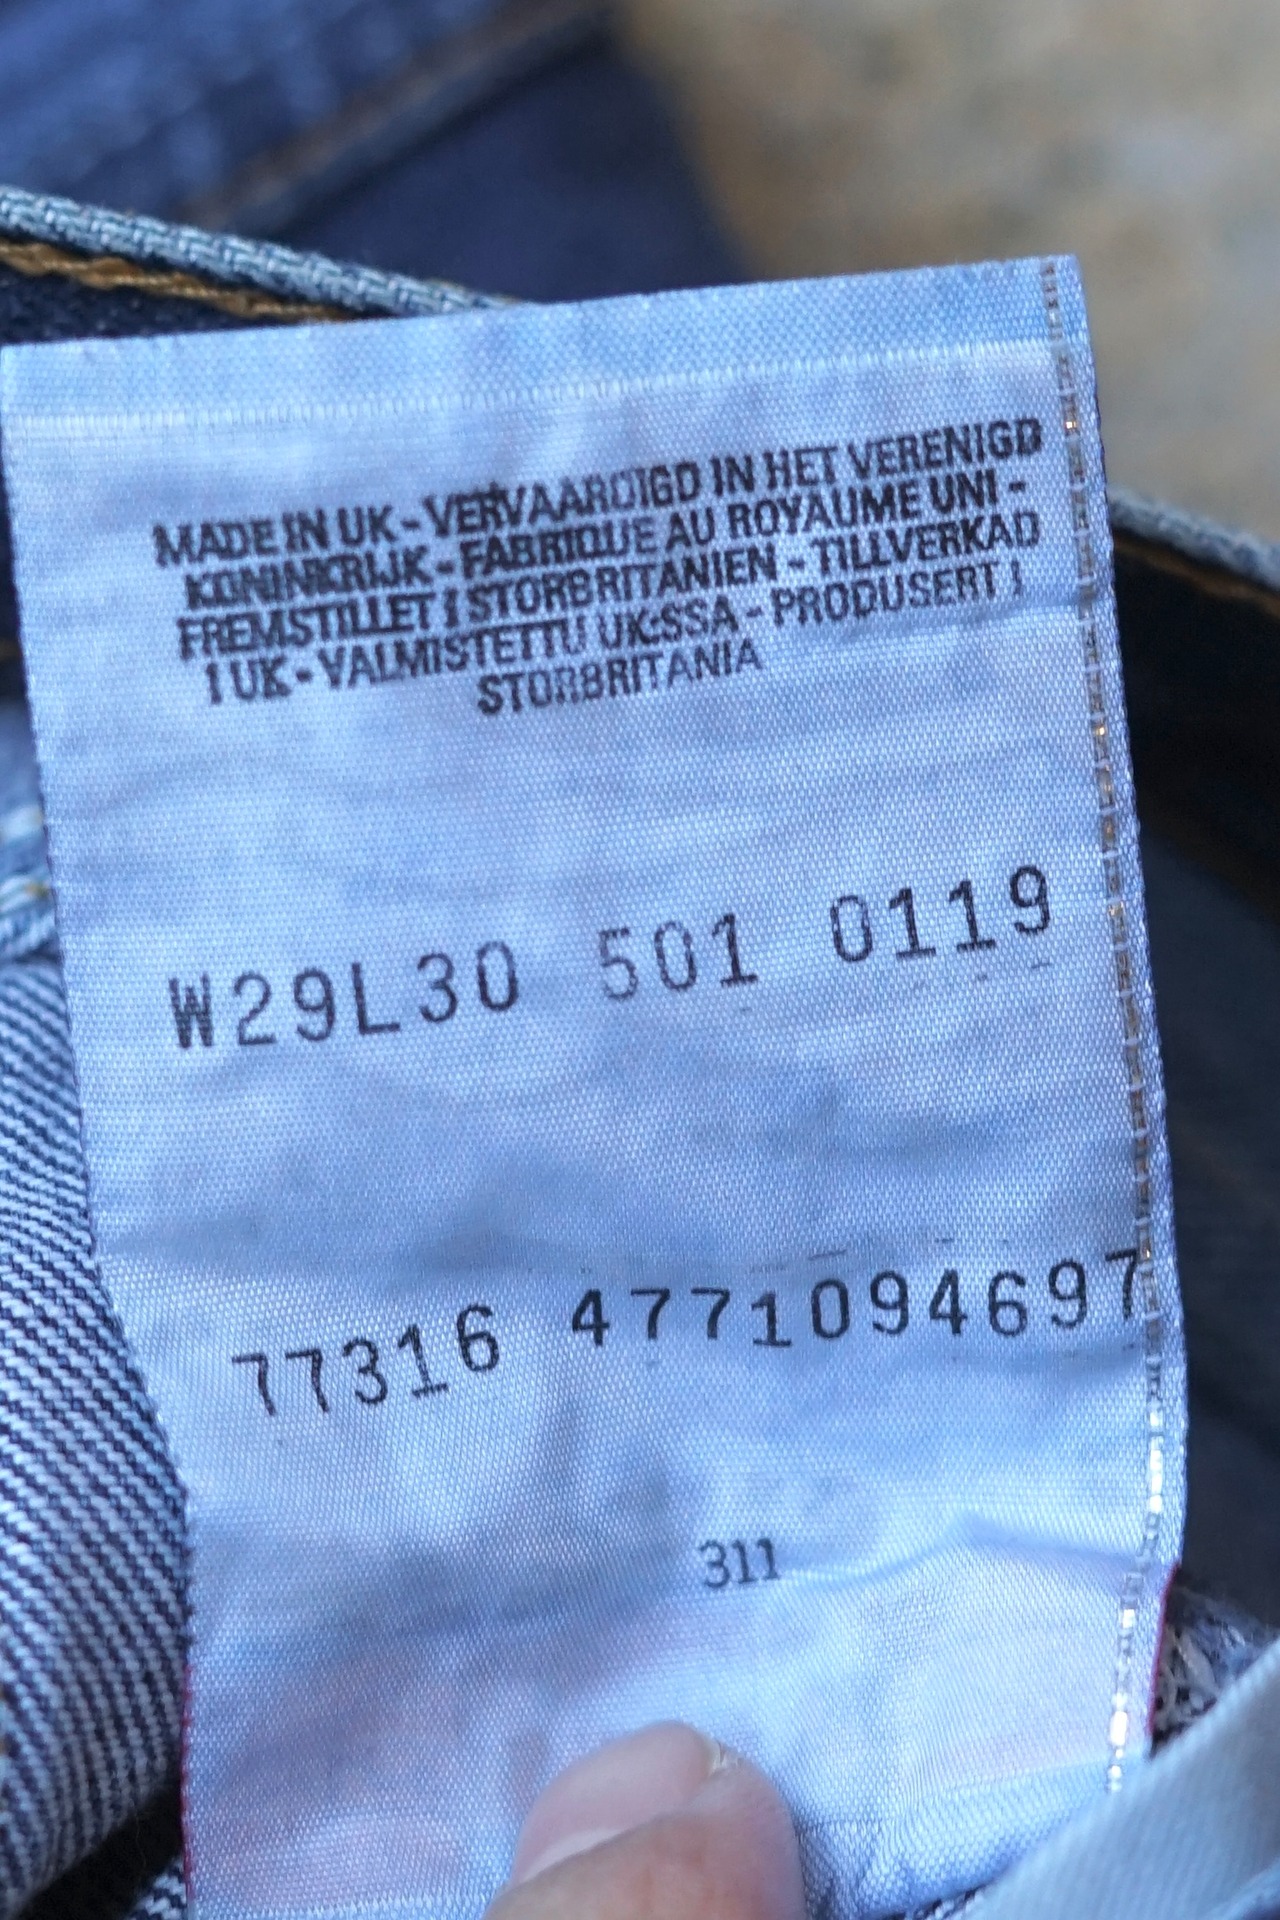 MADE IN UK - VERVAARDIGD IN HET VERENIGD
KONINKRIJK - FABRIQUE AU ROYAUME UNI -
FREMSTILLET I STORBRITANIEN - TILLVERKAD
I UK - VALMISTETTU UK:SSA - PRODUSERT I
STORBRITANIA
W29L30 501 0119
77316 4771094697
311